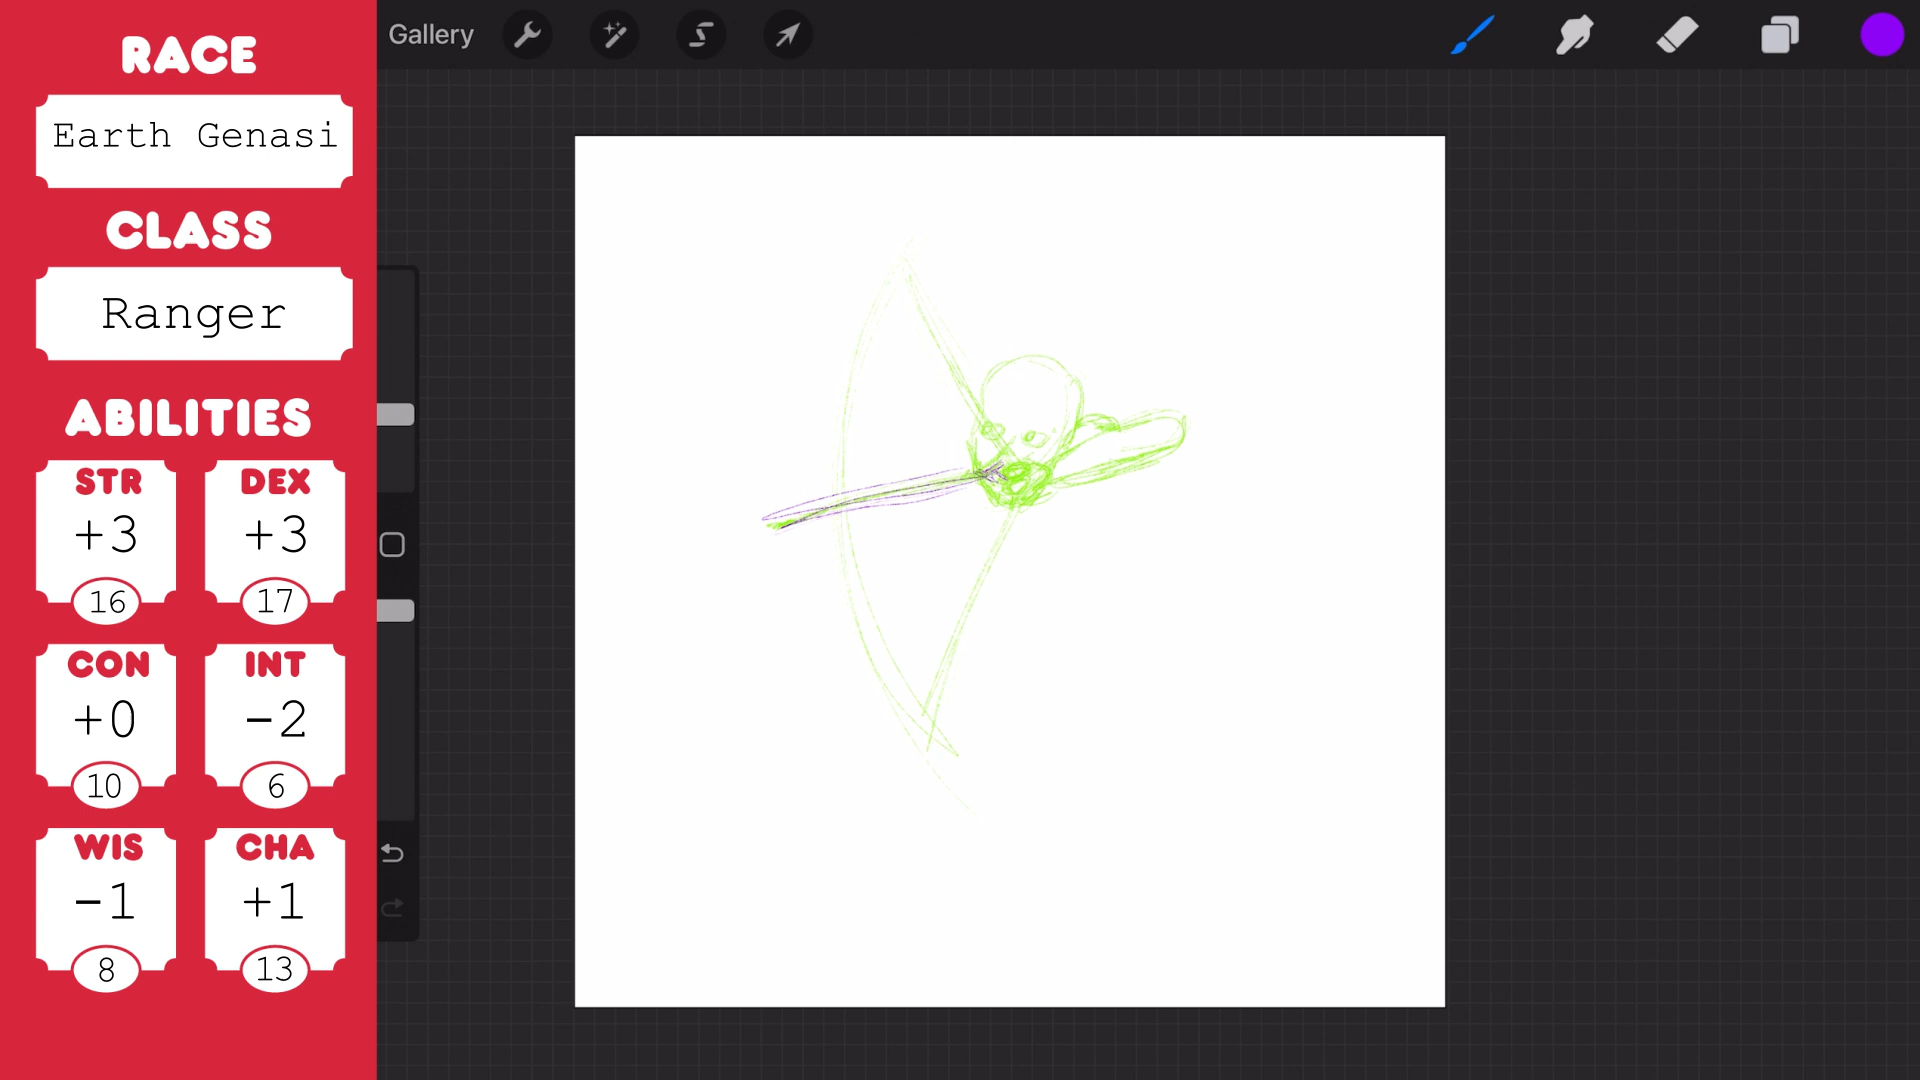 RACE
Earth Genasi
CLASS
Ranger
ABILITIES
STR DEX
+3 +3
16 17
CON INT
+0 -2
10 6
WIS CHA
-1 +1
8 13
Gallery